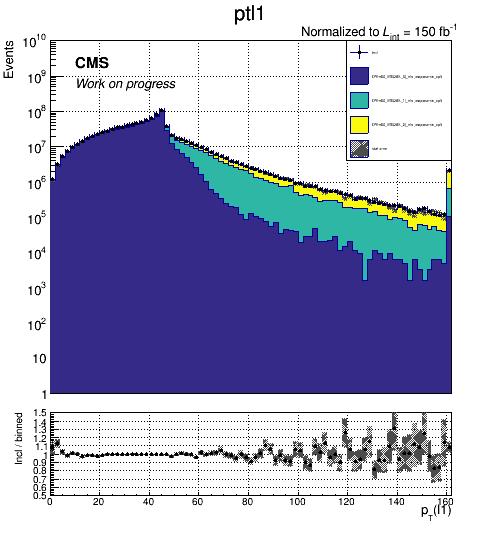 ptl1
Normalized to L_int = 150 fb^-1
Events
CMS
Work on progress
10^10
10^9
10^8
10^7
10^6
10^5
10^4
10^3
10^2
10
1
Incl / binned
1.5
1.4
1.3
1.2
1.1
1
0.9
0.8
0.7
0.6
0.5
0 20 40 60 80 100 120 140 160
p_T(l1)